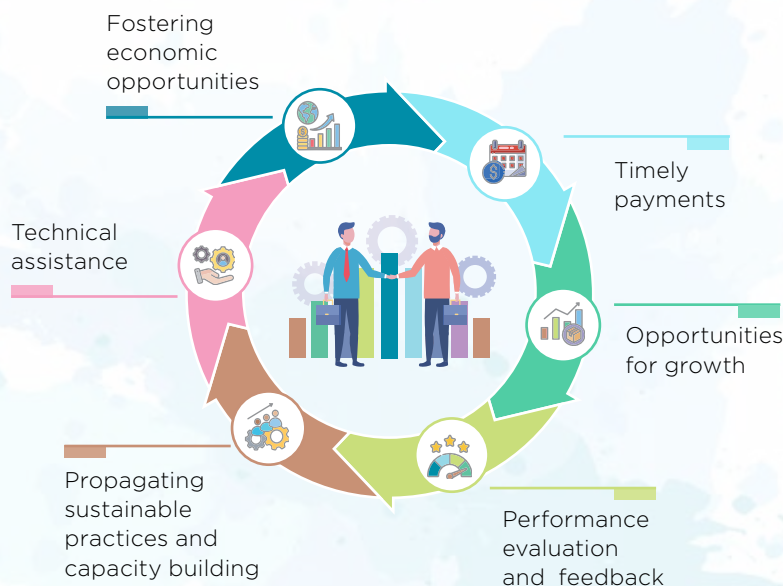 Fostering
economic
opportunities
Timely
payments
Opportunities
for growth
Performance
evaluation
and feedback
Propagating
sustainable
practices and
capacity building
Technical
assistance